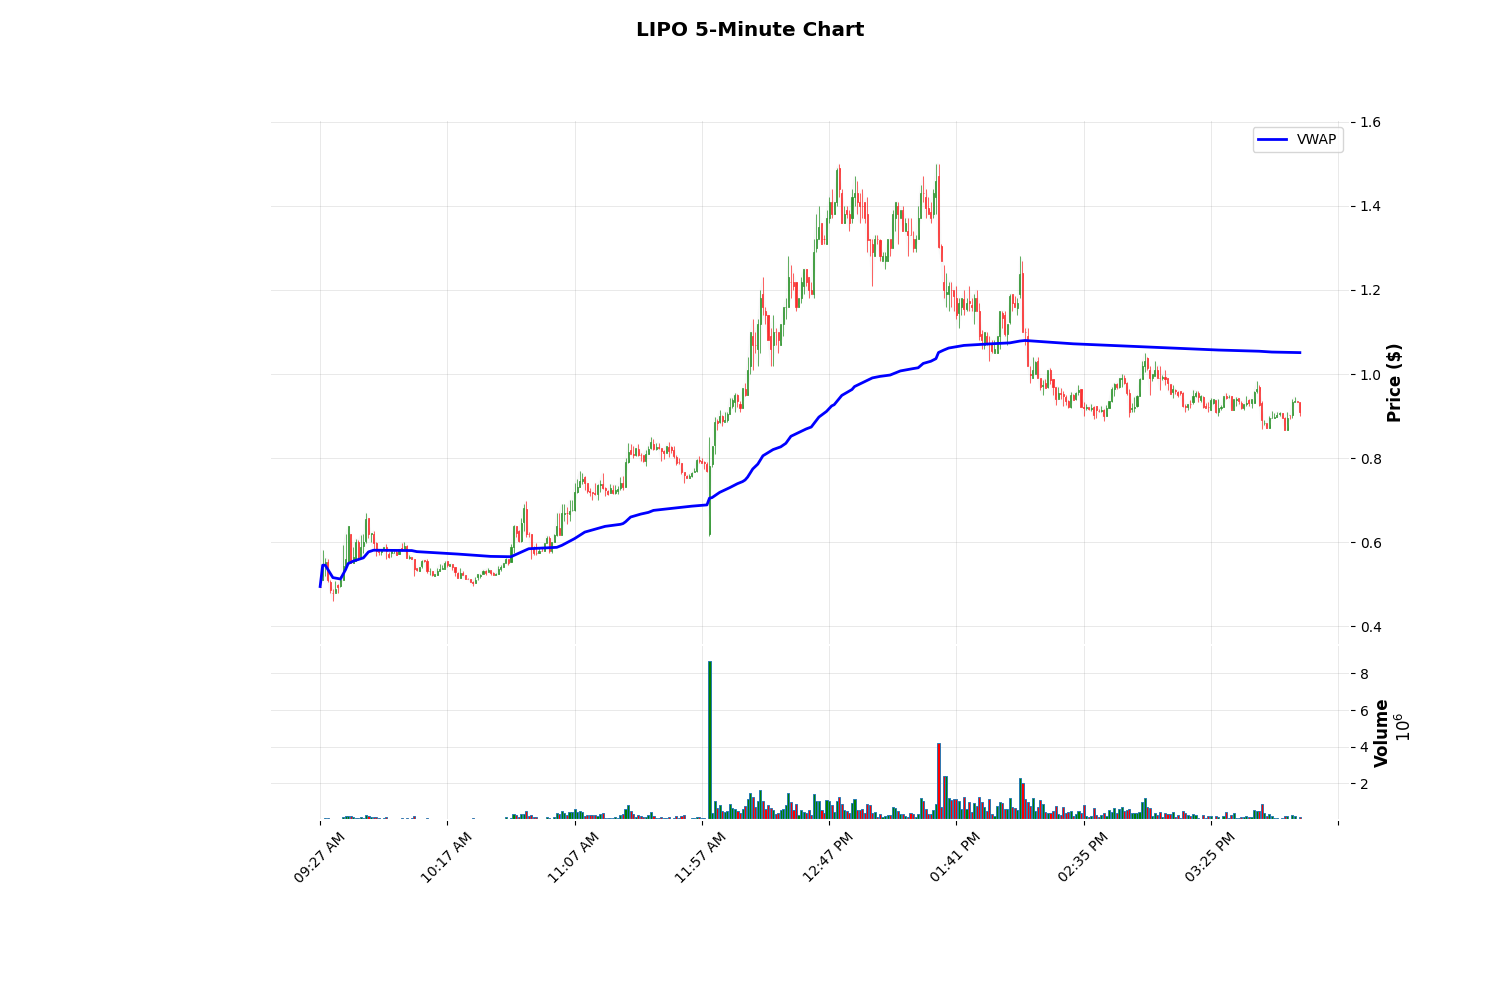 LIPO 5-Minute Chart
VWAP
1.6
1.4
1.2
1.0
0.8
0.6
0.4
Price ($)
8
6
4
2
Volume
10^6
09:27 AM
10:17 AM
11:07 AM
11:57 AM
12:47 PM
01:41 PM
02:35 PM
03:25 PM